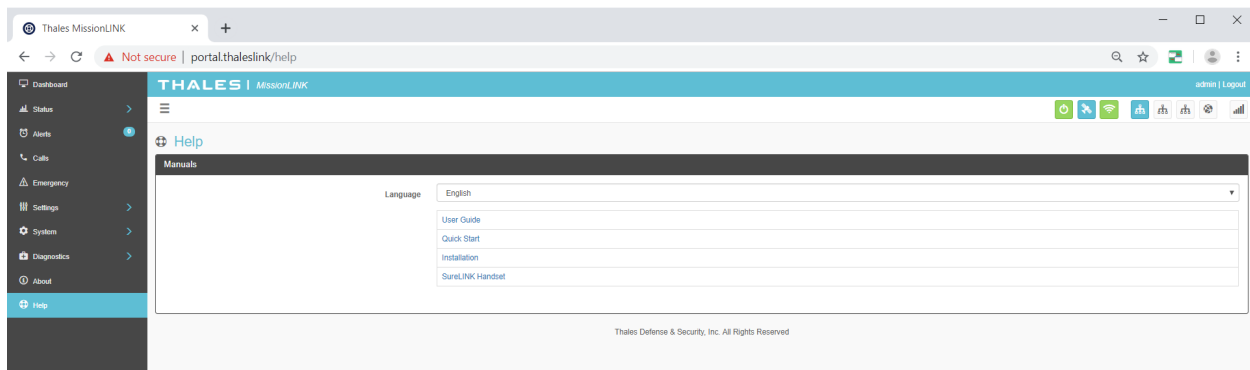 Thales MissionLINK
Not secure | portal.thaleslink/help
Dashboard
THALES | MissionLINK
admin | Logout
Status
Alerts
0
Help
Calls
Manuals
Emergency
Language
English
Settings
User Guide
System
Quick Start
Diagnostics
Installation
About
SureLINK Handset
Help
Thales Defense & Security, Inc. All Rights Reserved